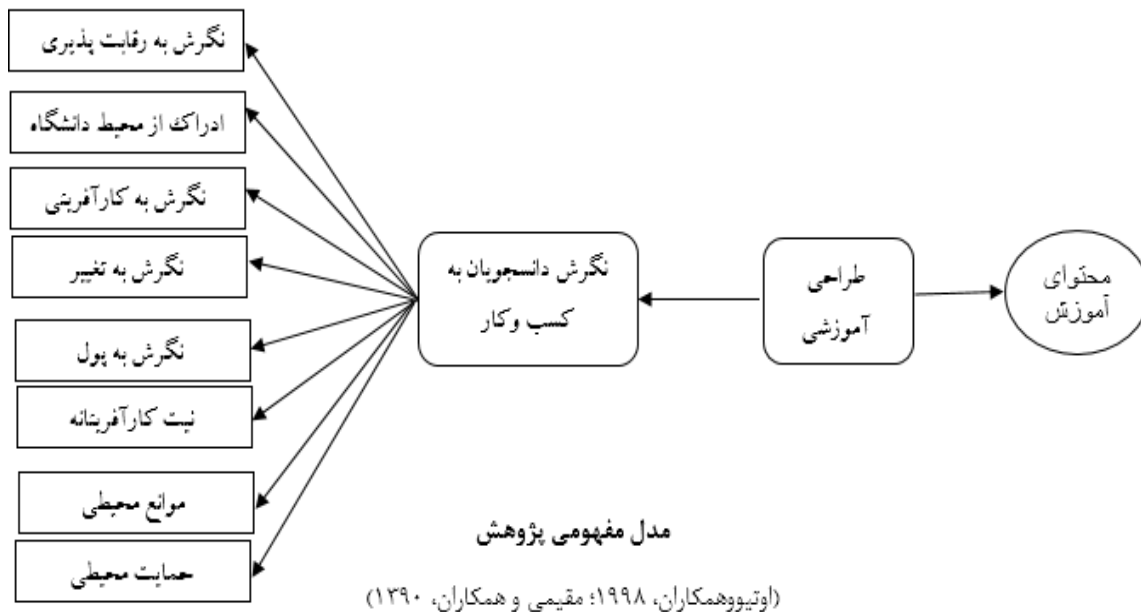 نگرش به رقابت پذیری
ادراک از محیط دانشگاه
نگرش به کارآفرینی
نگرش به تغییر
نگرش به پول
نیت کارآفرینانه
موانع محیطی
حمایت محیطی
نگرش دانسجویان به
کسب وکار
طراحی
آموزشی
محتوای
آموزش
مدل مفهومی پژوهش
(اوتیووهمکاران، ۱۹۹۸؛ مقیمی و همکاران، ۱۳۹۰)